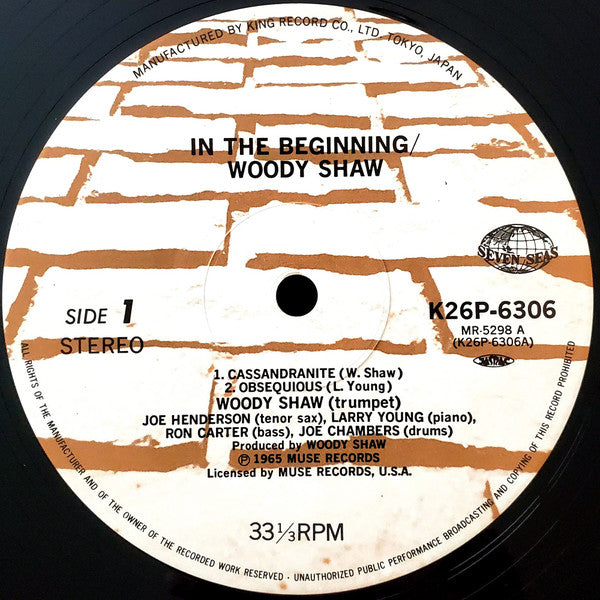 MANUFACTURED BY KING RECORD CO., LTD. TOKYO, JAPAN
IN THE BEGINNING/
WOODY SHAW
SEVEN SEAS
SIDE 1
STEREO
K26P-6306
MR-5298 A
(K26P-6306A)
1. CASSANDRANITE (W. Shaw)
2. OBSEQUIOUS (L. Young)
WOODY SHAW (trumpet)
JOE HENDERSON (tenor sax), LARRY YOUNG (piano),
RON CARTER (bass), JOE CHAMBERS (drums)
Produced by WOODY SHAW
Ⓟ 1965 MUSE RECORDS
Licensed by MUSE RECORDS, U.S.A.
33 1/3 RPM
ALL RIGHTS OF THE MANUFACTURER AND OF THE OWNER OF THE RECORDED WORK RESERVED · UNAUTHORIZED PUBLIC PERFORMANCE BROADCASTING AND COPYING OF THIS RECORD PROHIBITED